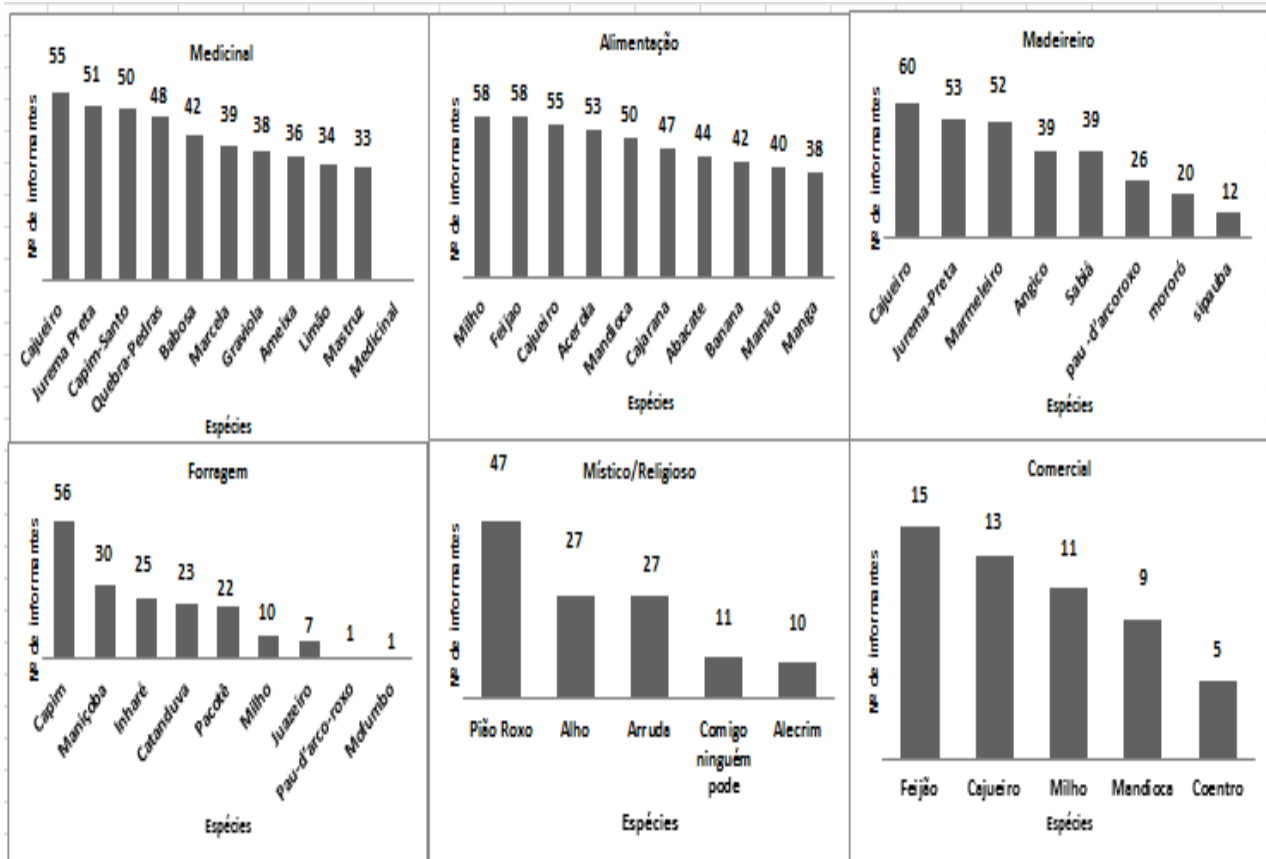 Medicinal
55 51 50 48 42 39 38 36 34 33
Nº de informantes
Cajueiro
Jurema Preta
Capim-Santo
Quebra-Pedras
Babosa
Marcela
Graviola
Ameixa
Limão
Mastruz
Medicinal
Espécies
Alimentação
58 58 55 53 50 47 44 42 40 38
Nº de informantes
Milho
Feijao
Cajueiro
Acerola
Mandioca
Cajarana
Abacate
Banana
Mamão
Manga
Espécies
Madeireiro
60 53 52 39 39 26 20 12
Nº de informantes
Cajueiro
Jurema-Preta
Marmeleiro
Angico
Sabiá
pau -d'arcoroxo
mororó
sipauba
Espécies
Forragem
56 30 25 23 22 10 7 1 1
Nº de informantes
Capim
Maniçoba
Inharé
Catanduva
Pacotê
Milho
Juazeiro
Pau-d'arco-roxo
Mofumbo
Espécies
Místico/Religioso
47 27 27 11 10
Nº de informantes
Pião Roxo
Alho
Arruda
Comigo
ninguém
pode
Alecrim
Espécies
Comercial
15 13 11 9 5
Nº de informantes
Feijão
Cajueiro
Milho
Mandioca
Coentro
Espécies